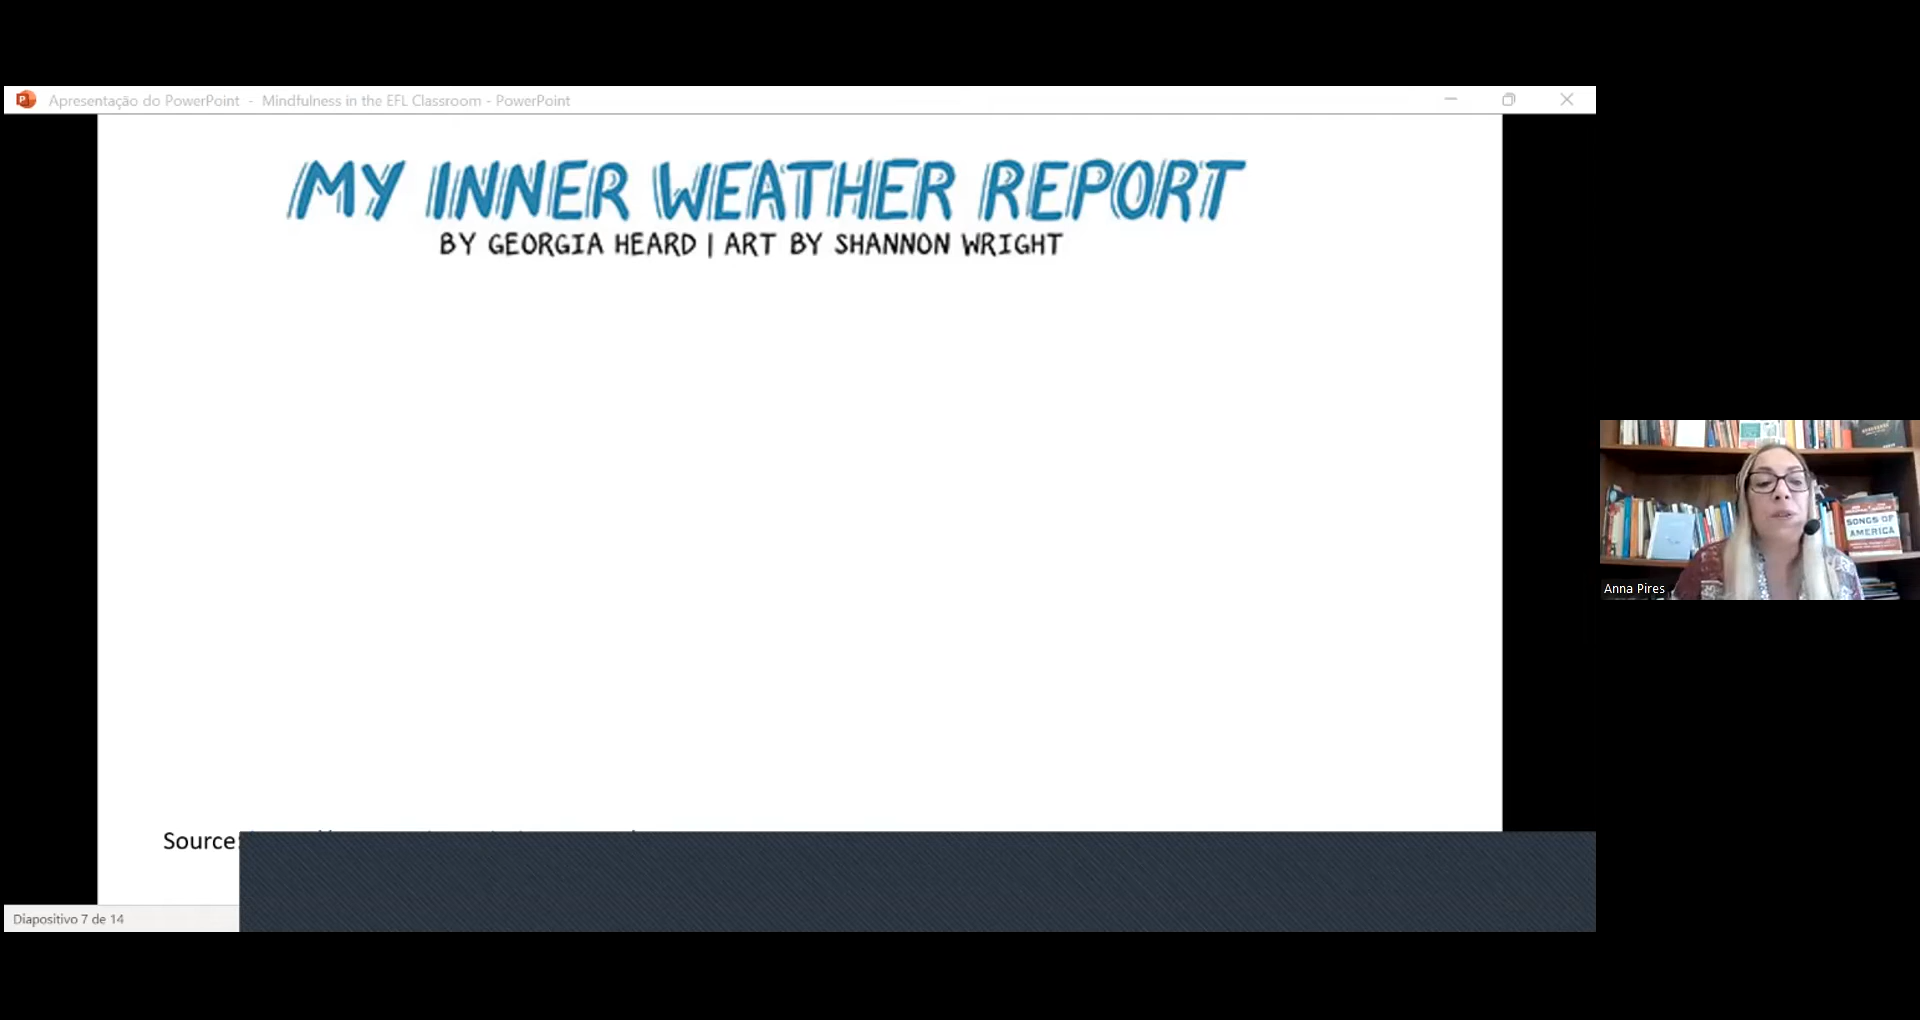 Apresentação do PowerPoint - Mindfulness in the EFL Classroom - PowerPoint
MY INNER WEATHER REPORT
BY GEORGIA HEARD | ART BY SHANNON WRIGHT
SONGS OF
AMERICA
Anna Pires
Source:
Diapositivo 7 de 14